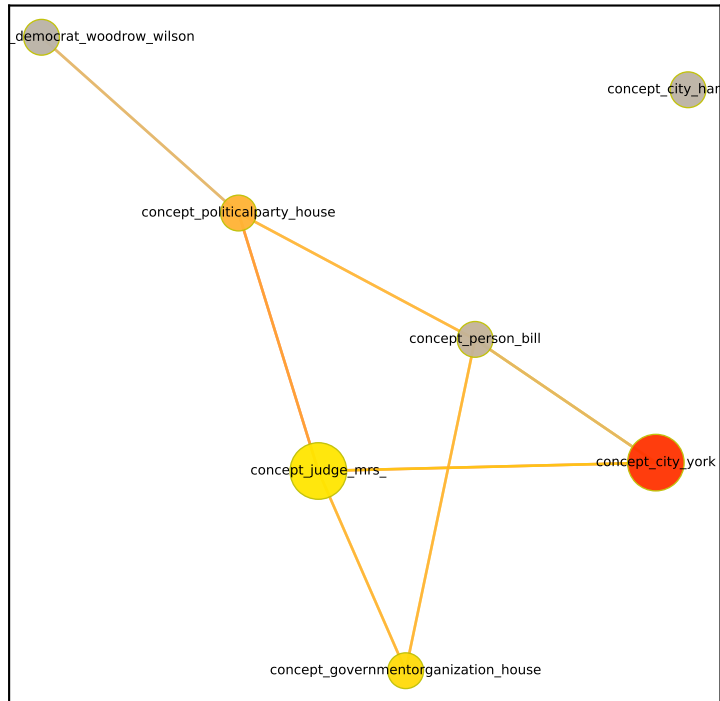 _democrat_woodrow_wilson
concept_city_har
concept_politicalparty_house
concept_person_bill
concept_city_york
concept_judge_mrs_
concept_governmentorganization_house